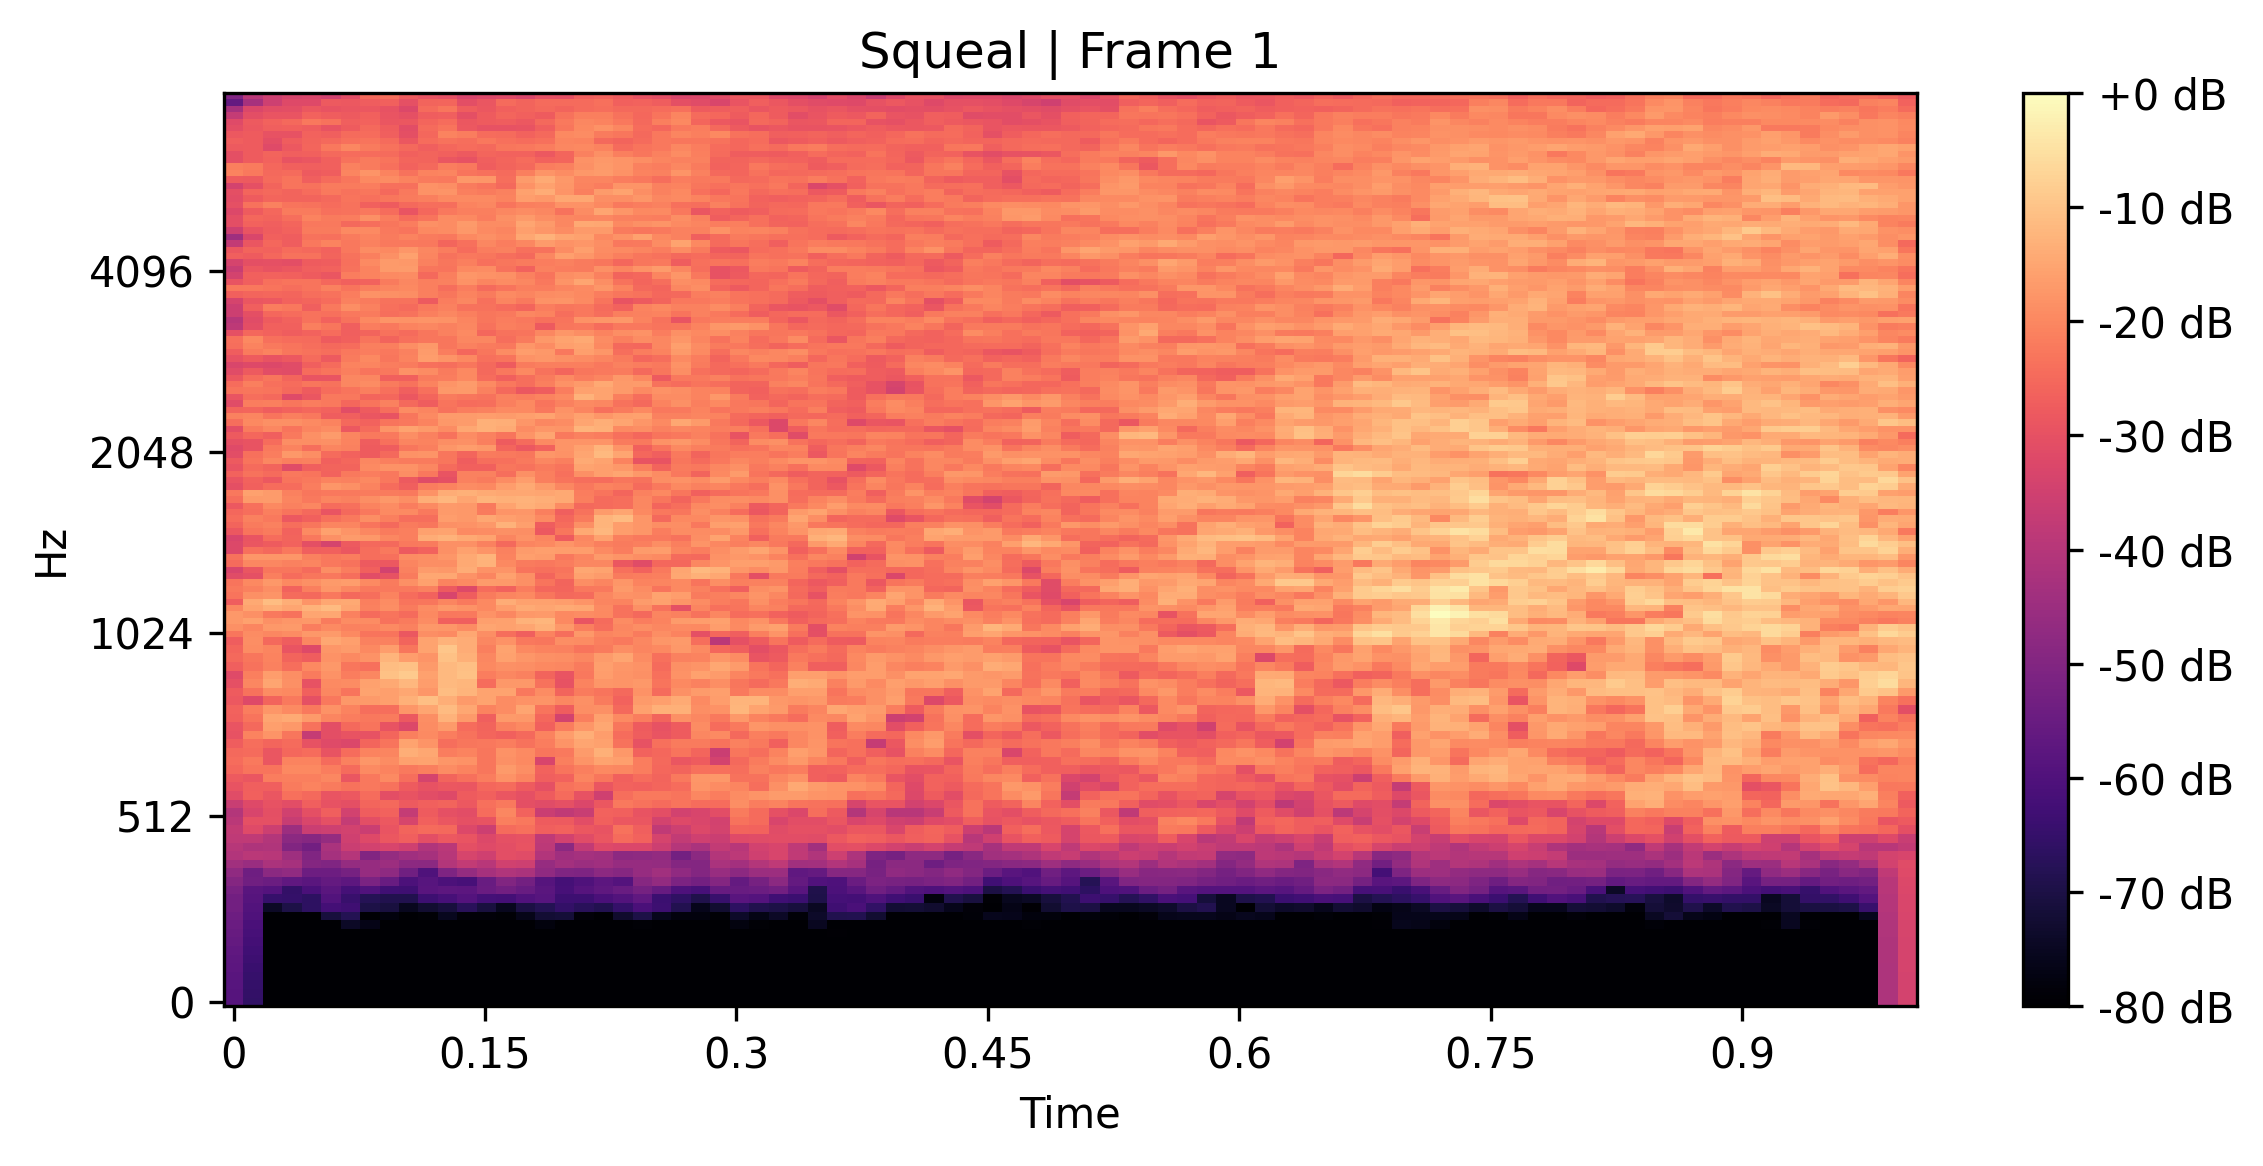 Squeal | Frame 1
+0 dB
-10 dB
-20 dB
-30 dB
-40 dB
-50 dB
-60 dB
-70 dB
-80 dB
Hz
4096
2048
1024
512
0
0 0.15 0.3 0.45 0.6 0.75 0.9
Time